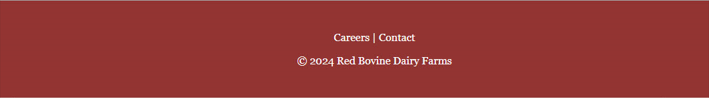 Careers | Contact
© 2024 Red Bovine Dairy Farms